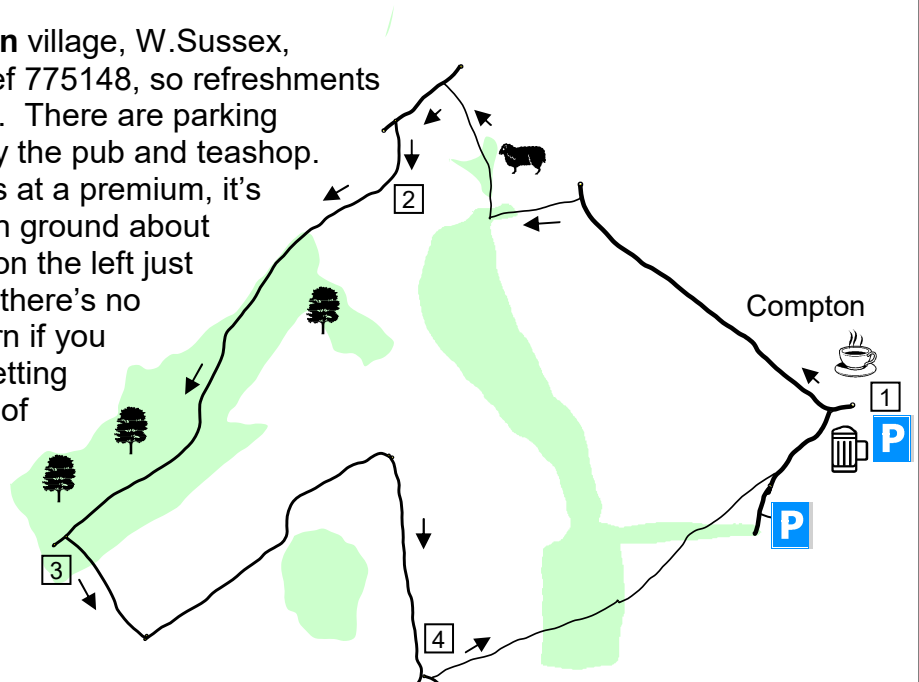 n village, W.Sussex,
ef 775148, so refreshments
. There are parking
y the pub and teashop.
s at a premium, it’s
n ground about
on the left just
there’s no
rn if you
etting
of
2
Compton
1
P
P
3
4